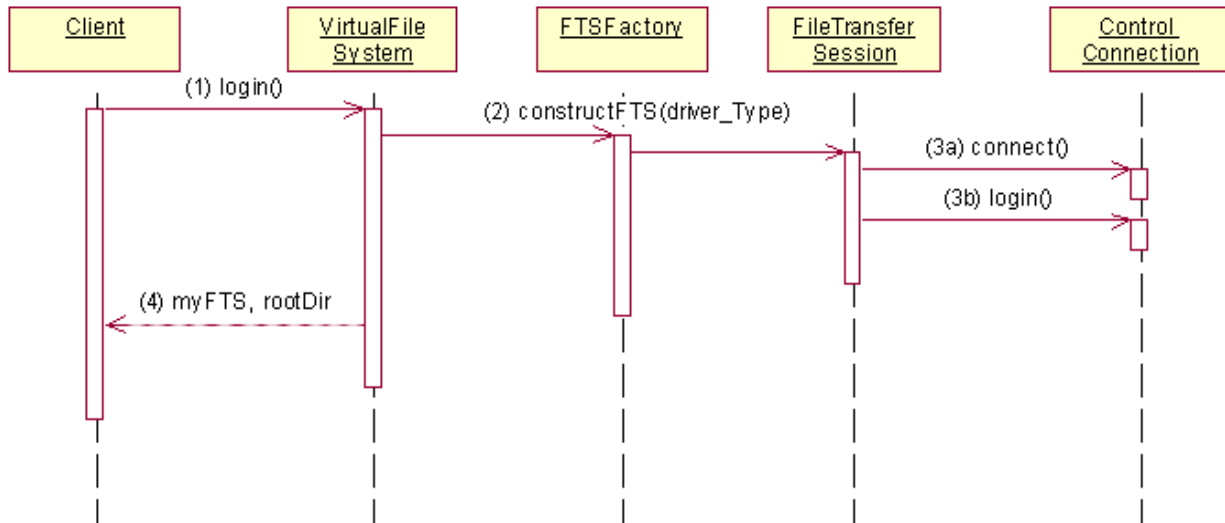 Client
VirtualFile
System
FTSFactory
FileTransfer
Session
Control
Connection
(1) login()
(2) constructFTS(driver_Type)
(3a) connect()
(3b) login()
(4) myFTS, rootDir